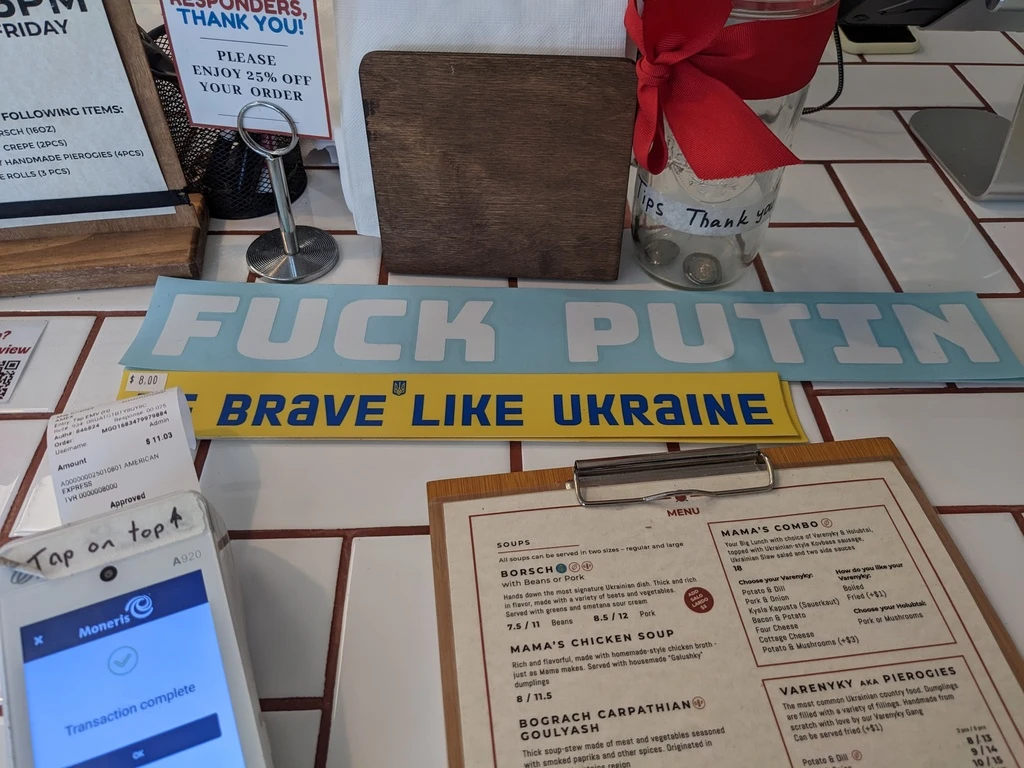 FRIDAY
FOLLOWING ITEMS:
(16OZ)
CREPE (2PCS)
HANDMADE PIEROGIES (4PCS)
ROLLS (3 PCS)
RESPONDERS,
THANK YOU!
PLEASE
ENJOY 25% OFF
YOUR ORDER
Tips Thank you
FUCK PUTIN
$ 8.00
BRAVE LIKE UKRAINE
Order: MGO1683479979884
Username: Admin
Amount $ 11.03
A000000025010801 AMERICAN
EXPRESS
TVR 0000008000
Approved
Tap on top↑
A920
Moneris
Transaction complete
OK
MENU
SOUPS
All soups can be served in two sizes – regular and large
BORSCH
with Beans or Pork
Hands down the most signature Ukrainian dish. Thick and rich
in flavor, made with a variety of beets and vegetables.
Served with greens and smetana sour cream
7.5 / 11 Beans 8.5 / 12 Pork
ADD
SALO
LARDO
$2
MAMA'S CHICKEN SOUP
Rich and flavorful, made with homemade-style chicken broth -
just as Mama makes. Served with housemade "Galushky"
dumplings
8 / 11.5
BOGRACH CARPATHIAN
GOULYASH
Thick soup-stew made of meat and vegetables seasoned
with smoked paprika and other spices. Originated in
region
MAMA'S COMBO
Your Big Lunch with choice of Varenyky & Holubtsi,
topped with Ukrainian-style Kovbasa sausage,
Ukrainian Slaw salad and two side sauces
18
Choose your Varenyky:
Potato & Dill
Pork & Onion
Kysla Kapusta (Sauerkraut)
Bacon & Potato
Four Cheese
Cottage Cheese
Potato & Mushrooms (+$3)
How do you like your
Varenyky:
Boiled
Fried (+$1)
Choose your Holubtsi:
Pork or Mushrooms
VARENYKY AKA PIEROGIES
The most common Ukrainian country food. Dumplings
are filled with a variety of fillings. Handmade from
scratch with love by our Varenyky Gang
Can be served fried (+$1)
Potato & Dill 8 / 13
9 / 14
10 / 15